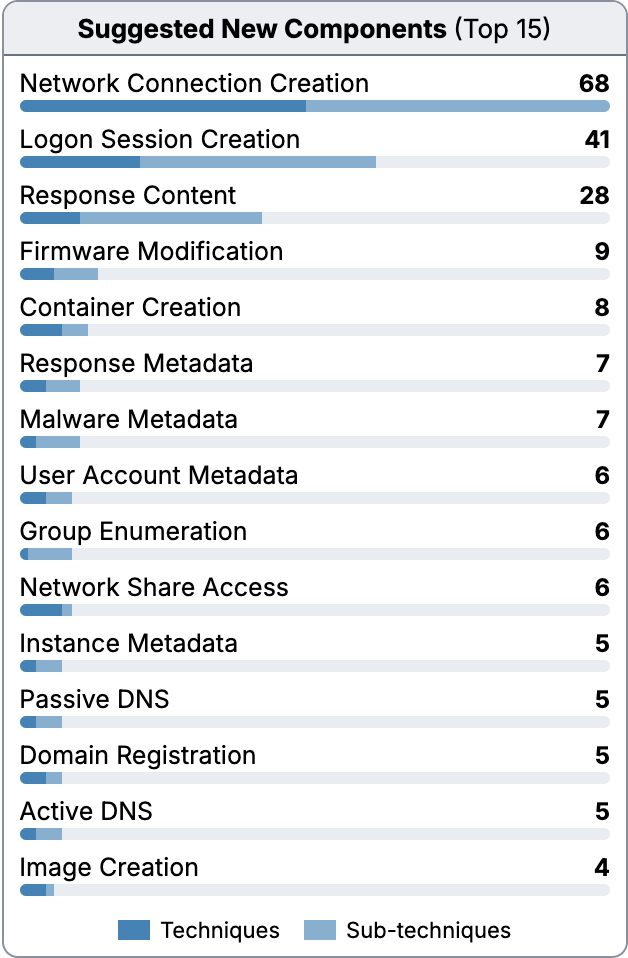 Suggested New Components (Top 15)
Network Connection Creation 68
Logon Session Creation 41
Response Content 28
Firmware Modification 9
Container Creation 8
Response Metadata 7
Malware Metadata 7
User Account Metadata 6
Group Enumeration 6
Network Share Access 6
Instance Metadata 5
Passive DNS 5
Domain Registration 5
Active DNS 5
Image Creation 4
Techniques Sub-techniques